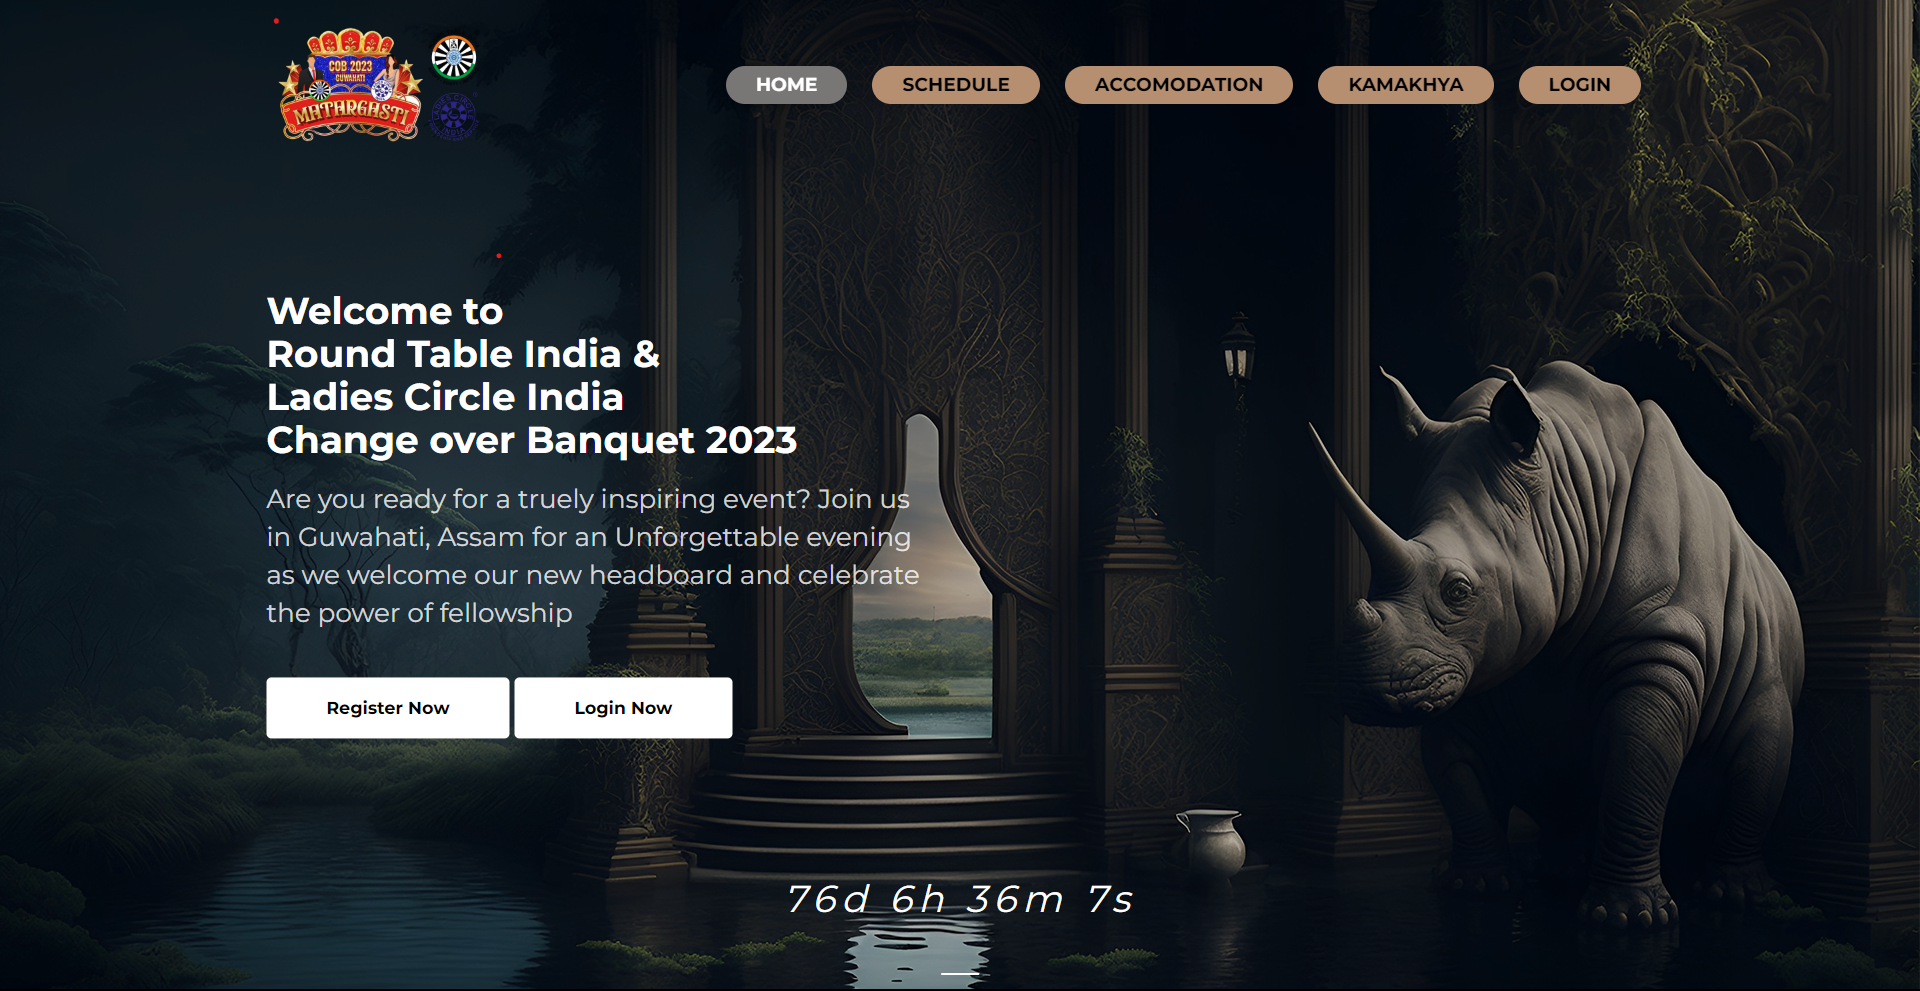 COB 2023
GUWAHATI
MATARGASTI
HOME
SCHEDULE
ACCOMODATION
KAMAKHYA
LOGIN
Welcome to
Round Table India &
Ladies Circle India
Change over Banquet 2023
Are you ready for a truely inspiring event? Join us
in Guwahati, Assam for an Unforgettable evening
as we welcome our new headboard and celebrate
the power of fellowship
Register Now
Login Now
76d 6h 36m 7s